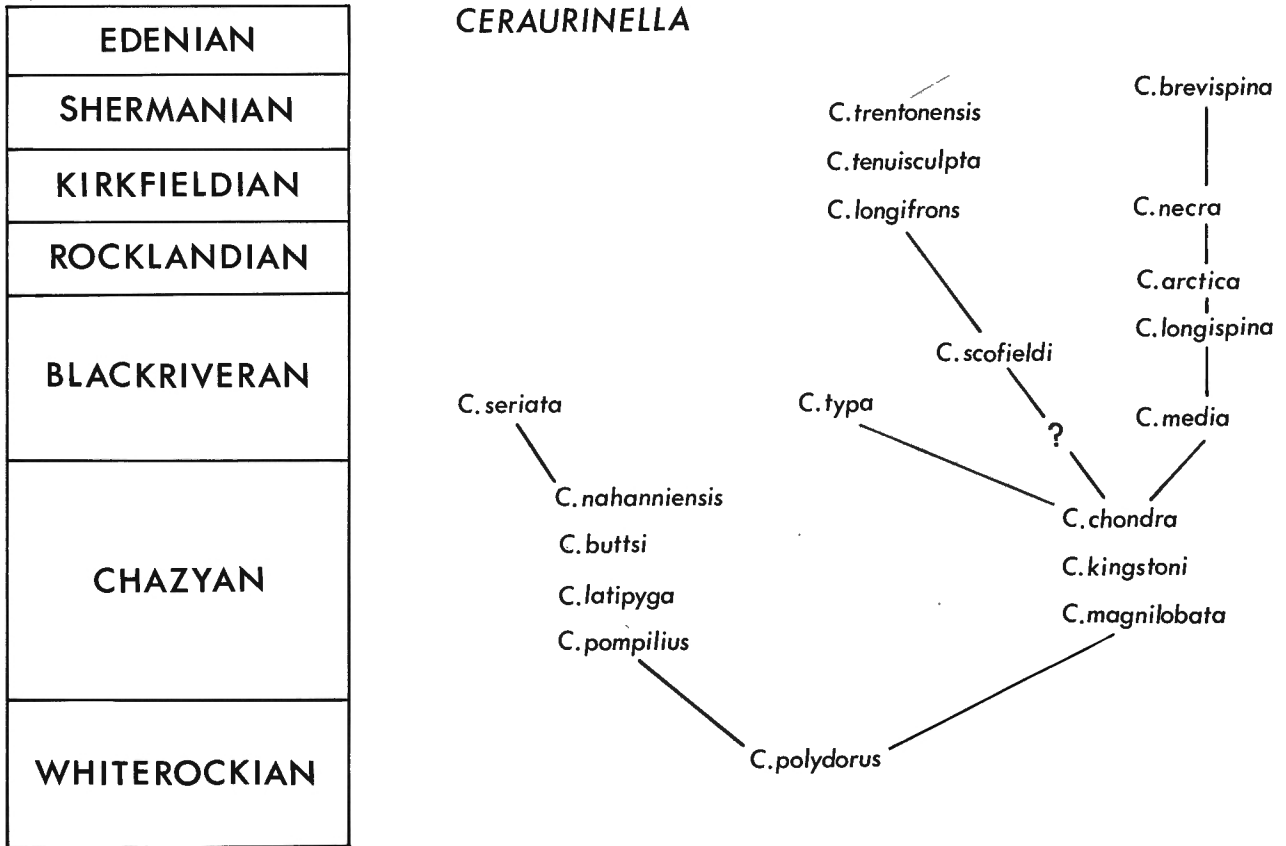 CERAURINELLA
EDENIAN
SHERMANIAN
KIRKFIELDIAN
ROCKLANDIAN
BLACKRIVERAN
CHAZYAN
WHITEROCKIAN
C. seriata
C. nahanniensis
C. buttsi
C. latipyga
C. pompilius
C. polydorus
C. trentonensis
C. tenuisculpta
C. longifrons
C. scofieldi
?
C. typa
C. brevispina
C. necra
C. arctica
C. longispina
C. media
C. chondra
C. kingstoni
C. magnilobata